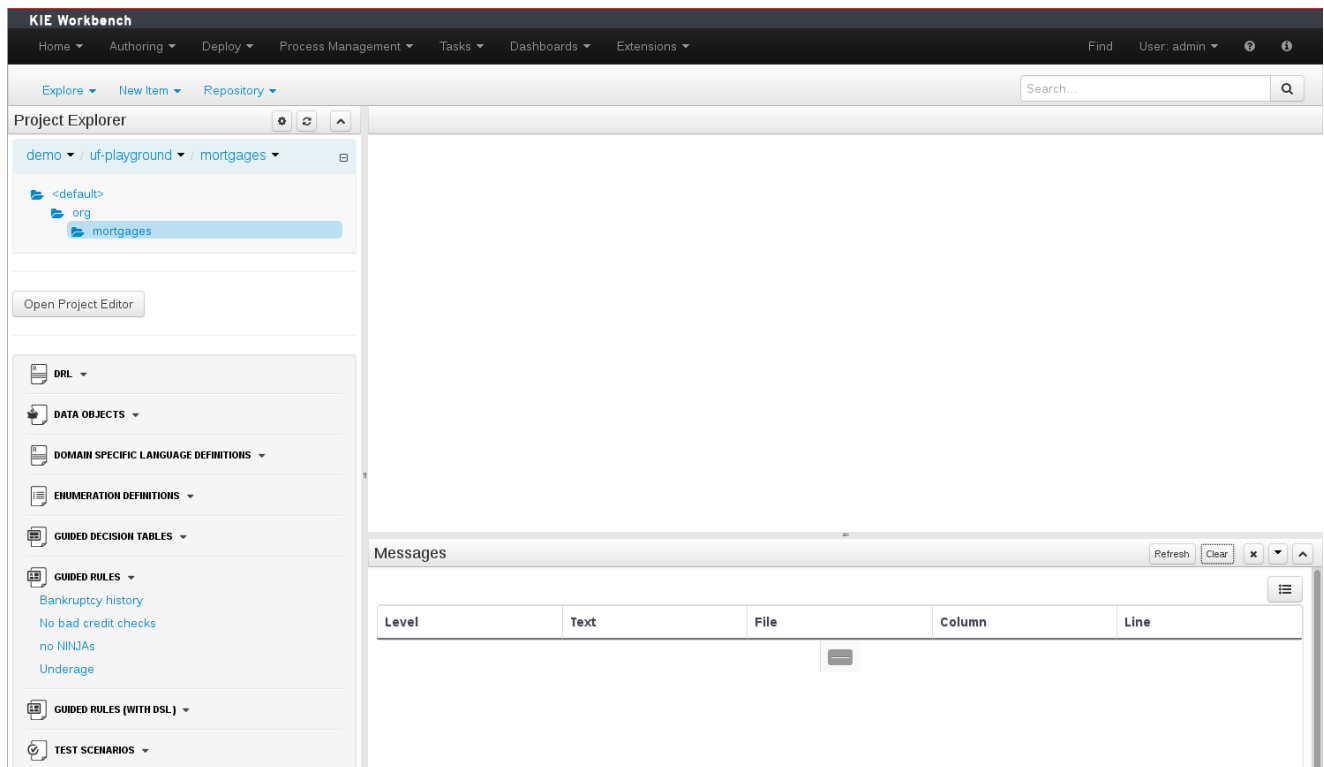 KIE Workbench
Home Authoring Deploy Process Management Tasks Dashboards Extensions Find User: admin
Explore New Item Repository Search...
Project Explorer
demo / uf-playground / mortgages
<default>
org
mortgages
Open Project Editor
DRL
DATA OBJECTS
DOMAIN SPECIFIC LANGUAGE DEFINITIONS
ENUMERATION DEFINITIONS
GUIDED DECISION TABLES
GUIDED RULES
Bankruptcy history
No bad credit checks
no NINJAs
Underage
GUIDED RULES (WITH DSL)
TEST SCENARIOS
Messages Refresh Clear
Level Text File Column Line